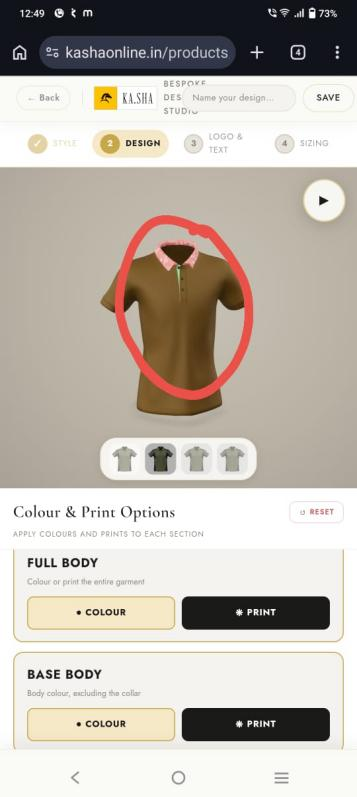 12:49
73%
kashaonline.in/products
4
← Back
KA.SHA
BESPOKE
DES
STUDIO
Name your design...
SAVE
✓ STYLE
2 DESIGN
3 LOGO &
TEXT
4 SIZING
Colour & Print Options
↺ RESET
APPLY COLOURS AND PRINTS TO EACH SECTION
FULL BODY
Colour or print the entire garment
● COLOUR
❋ PRINT
BASE BODY
Body colour, excluding the collar
● COLOUR
❋ PRINT